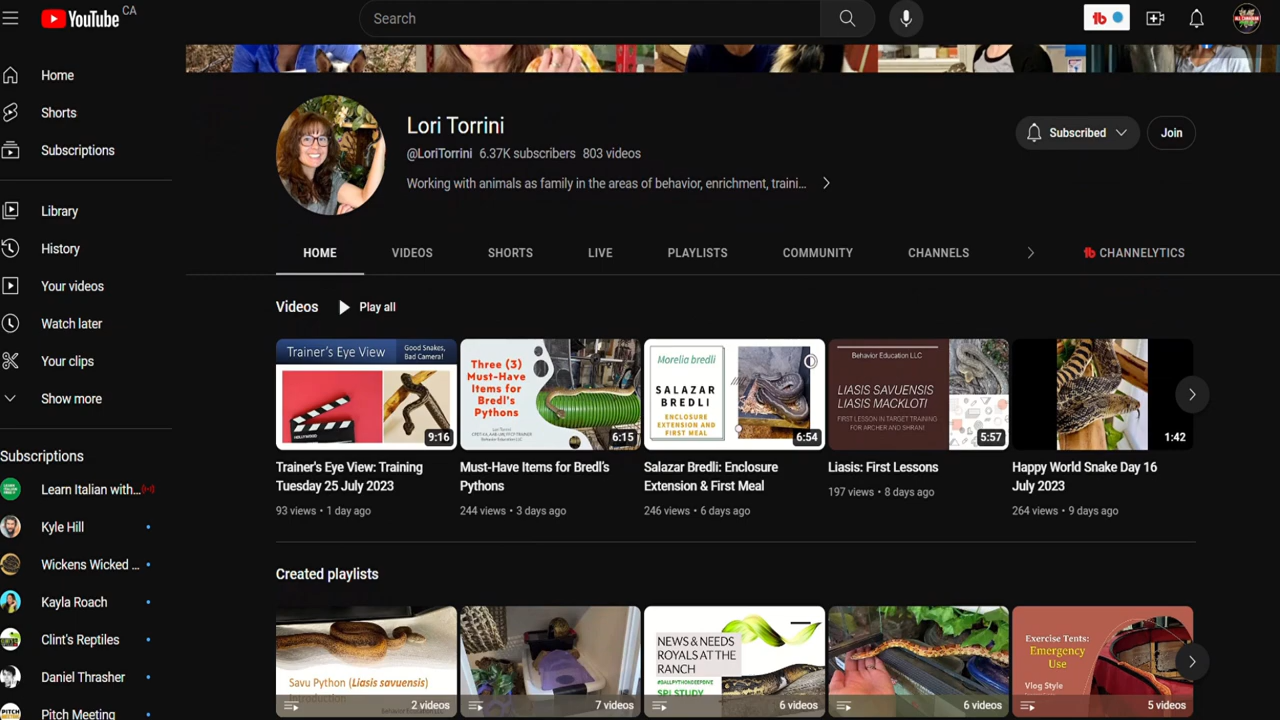 YouTube CA
Search
Home
Shorts
Subscriptions
Library
History
Your videos
Watch later
Your clips
Show more
Subscriptions
Learn Italian with...
Kyle Hill
Wickens Wicked ...
Kayla Roach
Clint's Reptiles
Daniel Thrasher
Pitch Meeting
Lori Torrini
@LoriTorrini 6.37K subscribers 803 videos
Working with animals as family in the areas of behavior, enrichment, traini...
Subscribed
Join
HOME
VIDEOS
SHORTS
LIVE
PLAYLISTS
COMMUNITY
CHANNELS
tb CHANNELYTICS
Videos
Play all
Trainer's Eye View
Good Snakes,
Bad Camera!
9:16
Trainer's Eye View: Training
Tuesday 25 July 2023
93 views • 1 day ago
Three (3)
Must-Have
Items for
Bredl's
Pythons
Lori Torrini
Behavior Education LLC
6:15
Must-Have Items for Bredl's
Pythons
244 views • 3 days ago
Morelia bredli
SALAZAR
BREDLI
ENCLOSURE
EXTENSION AND
FIRST MEAL
6:54
Salazar Bredli: Enclosure
Extension & First Meal
246 views • 6 days ago
Behavior Education LLC
LIASIS SAVUENSIS
LIASIS MACKLOTI
FIRST LESSON IN TARGET TRAINING
FOR ARCHER AND SHRANI
5:57
Liasis: First Lessons
197 views • 8 days ago
1:42
Happy World Snake Day 16
July 2023
264 views • 9 days ago
Created playlists
Savu Python (Liasis savuensis)
Introduction
2 videos
7 videos
NEWS & NEEDS
ROYALS AT THE
RANCH
#SALLPYTHONSEEPDIVE
SPL STUDY
6 videos
6 videos
Exercise Tents:
Emergency
Use
Vlog Style
5 videos